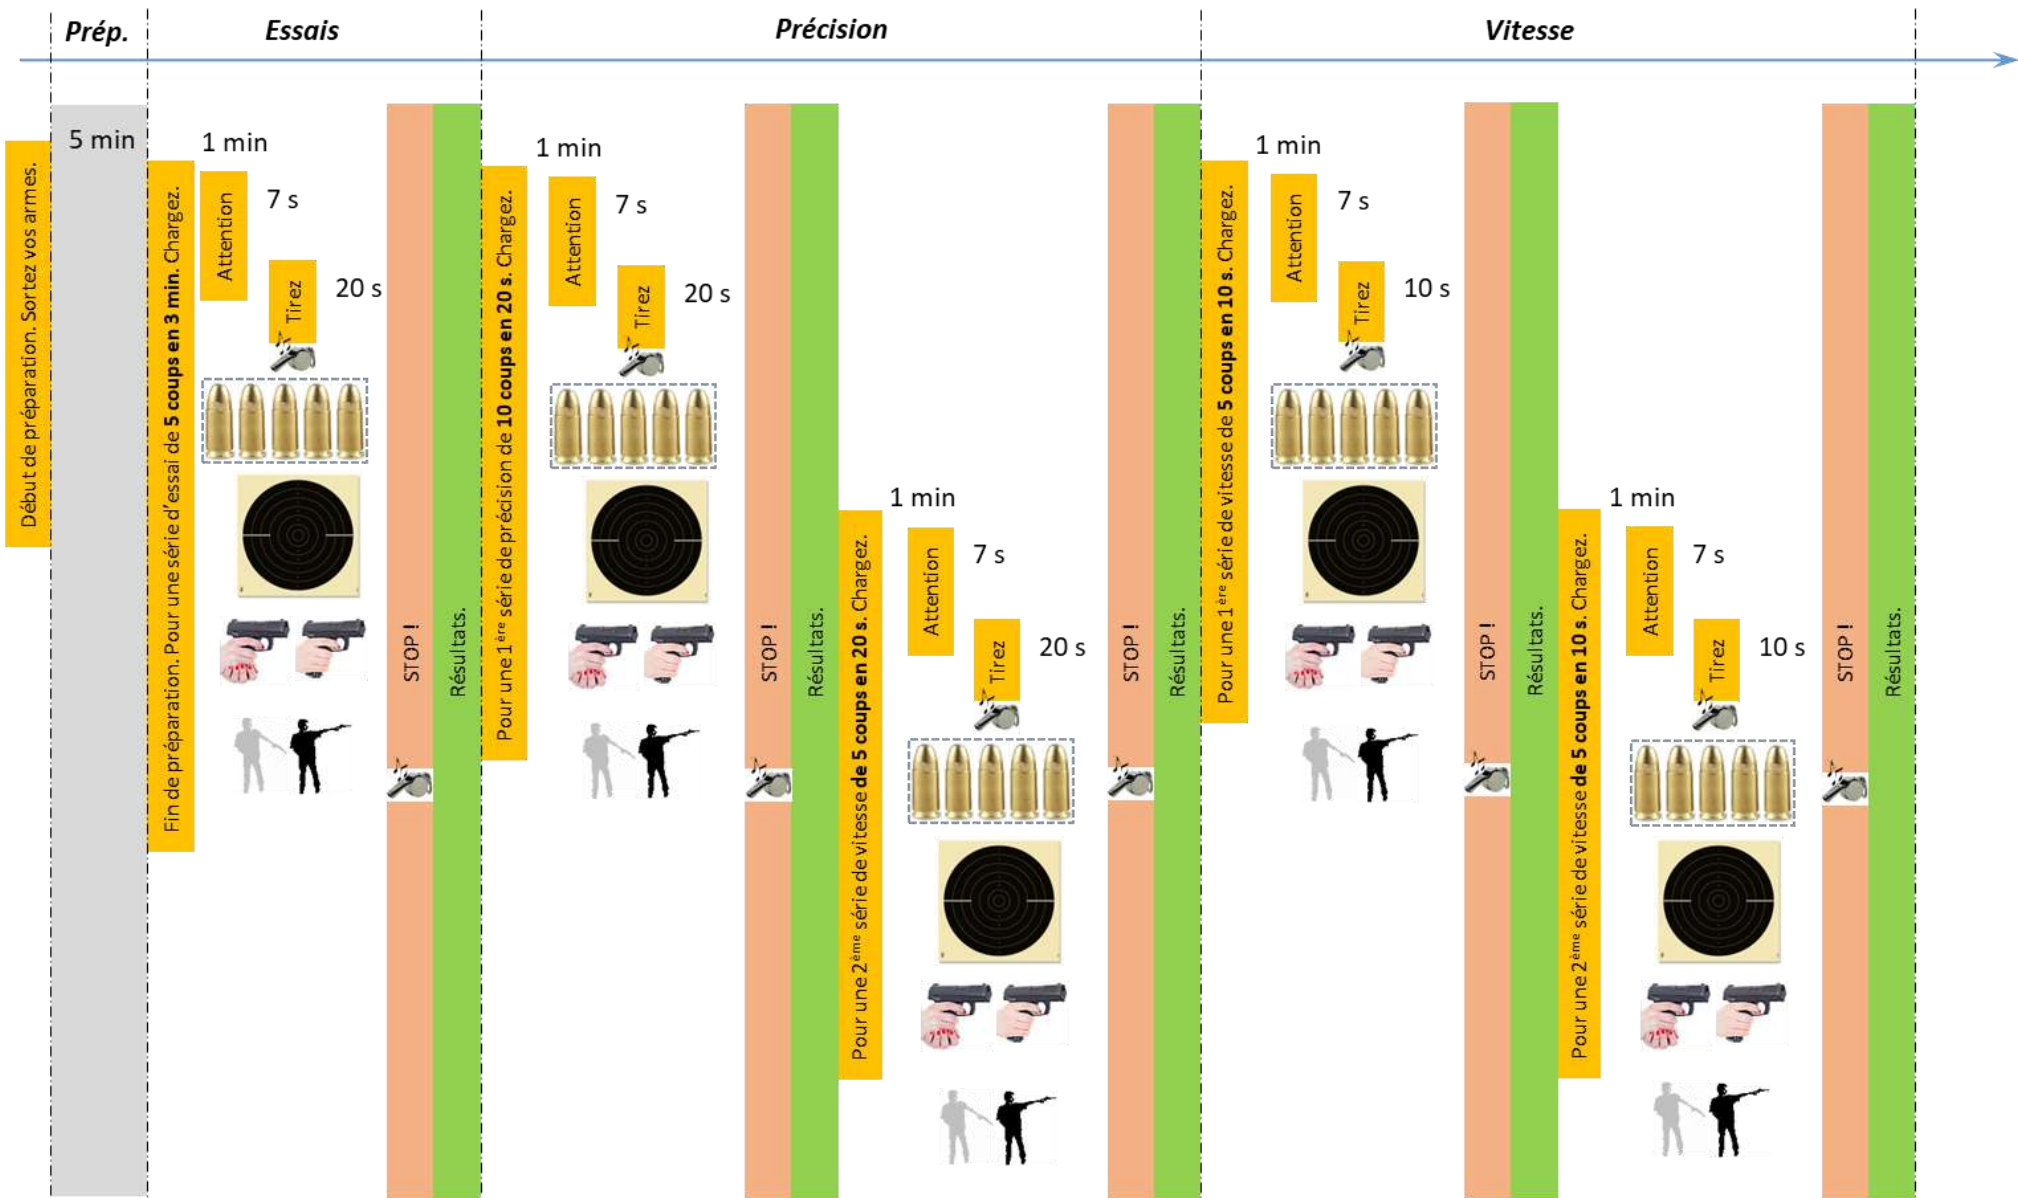 Prép.
Essais
Précision
Vitesse
Début de préparation. Sortez vos armes.
5 min
Fin de préparation. Pour une série d'essai de 5 coups en 3 min. Chargez.
1 min
Attention
7 s
Tirez
20 s
STOP !
Résultats.
Pour une 1ère série de précision de 10 coups en 20 s. Chargez.
1 min
Attention
7 s
Tirez
20 s
STOP !
Résultats.
Pour une 2ème série de vitesse de 5 coups en 20 s. Chargez.
1 min
Attention
7 s
Tirez
20 s
STOP !
Résultats.
Pour une 1ère série de vitesse de 5 coups en 10 s. Chargez.
1 min
Attention
7 s
Tirez
10 s
STOP !
Résultats.
Pour une 2ème série de vitesse de 5 coups en 10 s. Chargez.
1 min
Attention
7 s
Tirez
10 s
STOP !
Résultats.